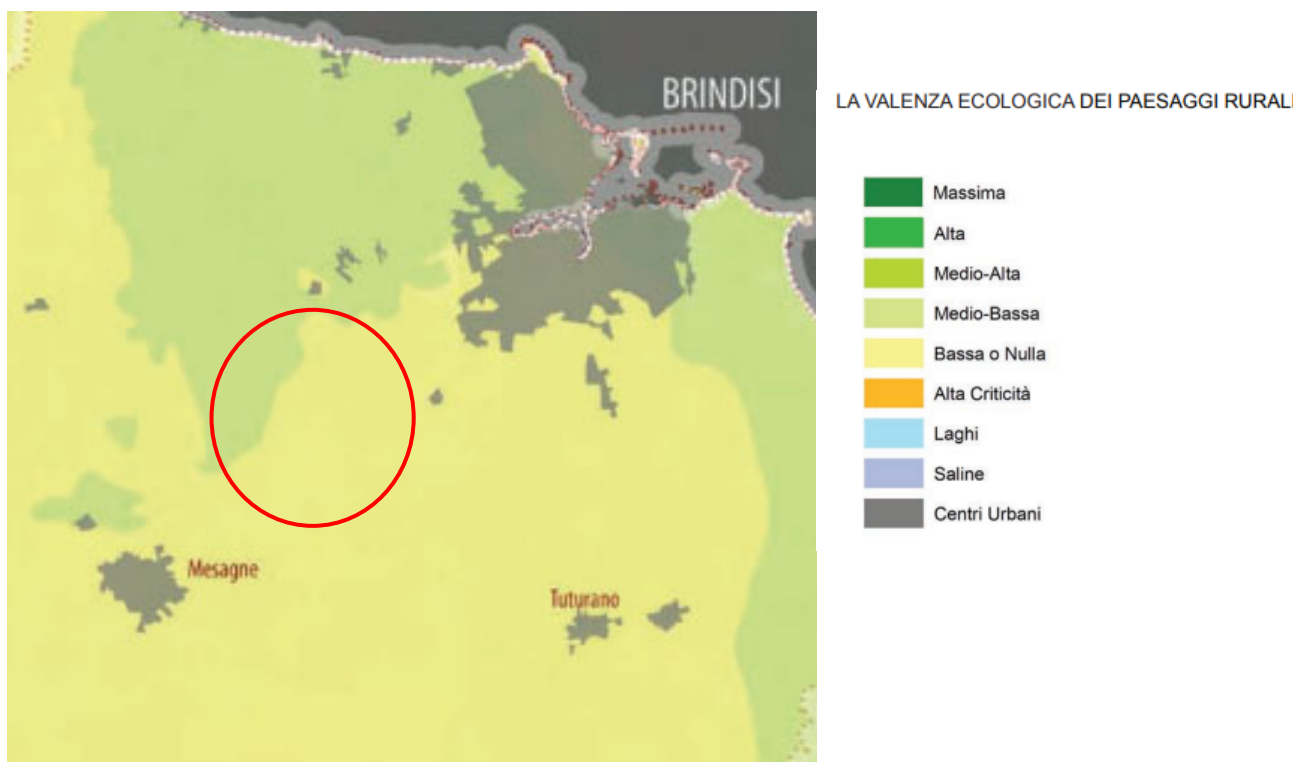 BRINDISI
Mesagne
Tuturano
LA VALENZA ECOLOGICA DEI PAESAGGI RURALI
Massima
Alta
Medio-Alta
Medio-Bassa
Bassa o Nulla
Alta Criticità
Laghi
Saline
Centri Urbani